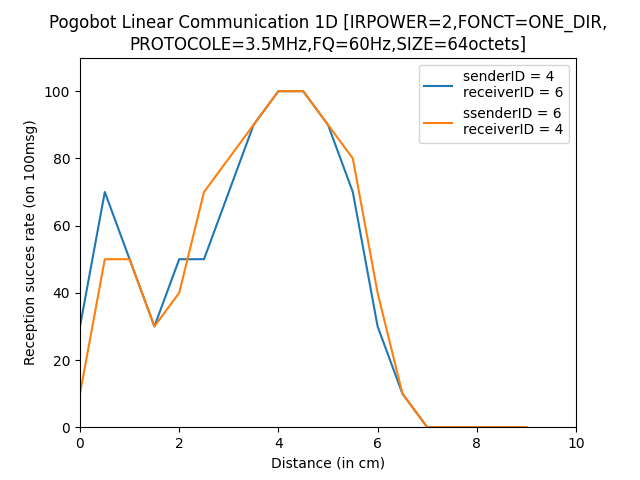 Pogobot Linear Communication 1D [IRPOWER=2,FONCT=ONE_DIR,
PROTOCOLE=3.5MHz,FQ=60Hz,SIZE=64octets]
senderID = 4
receiverID = 6
ssenderID = 6
receiverID = 4
Reception succes rate (on 100msg)
100
80
60
40
20
0
0 2 4 6 8 10
Distance (in cm)